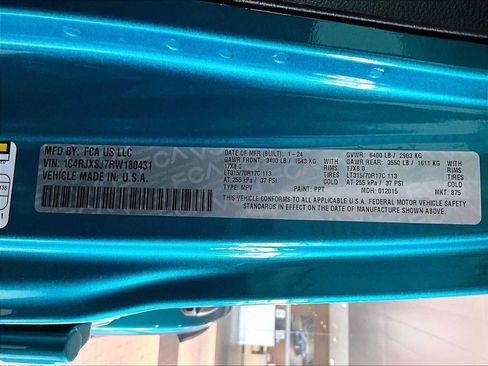 MFD BY: FCA US LLC
VIN: 1C4RJXSJ7RW180431
VEHICLE MADE IN: U.S.A.
DATE OF MFR (BUILT): 1-24 GVWR: 6400 LB / 2903 KG
GAWR FRONT: 3400 LB / 1543 KG GAWR REAR: 3550 LB / 1611 KG
17X8.0 17X8.0
LT315/70R17C 113 TIRES COLD LT315/70R17C 113 TIRES COLD
AT 255 kPa / 37 PSI AT 255 kPa / 37 PSI
TYPE: MPV PAINT: PPT MDH: 012015 MKT: 875
THIS VEHICLE CONFORMS TO ALL APPLICABLE U.S.A. FEDERAL MOTOR VEHICLE SAFETY
STANDARDS IN EFFECT ON THE DATE OF MANUFACTURE SHOWN ABOVE.